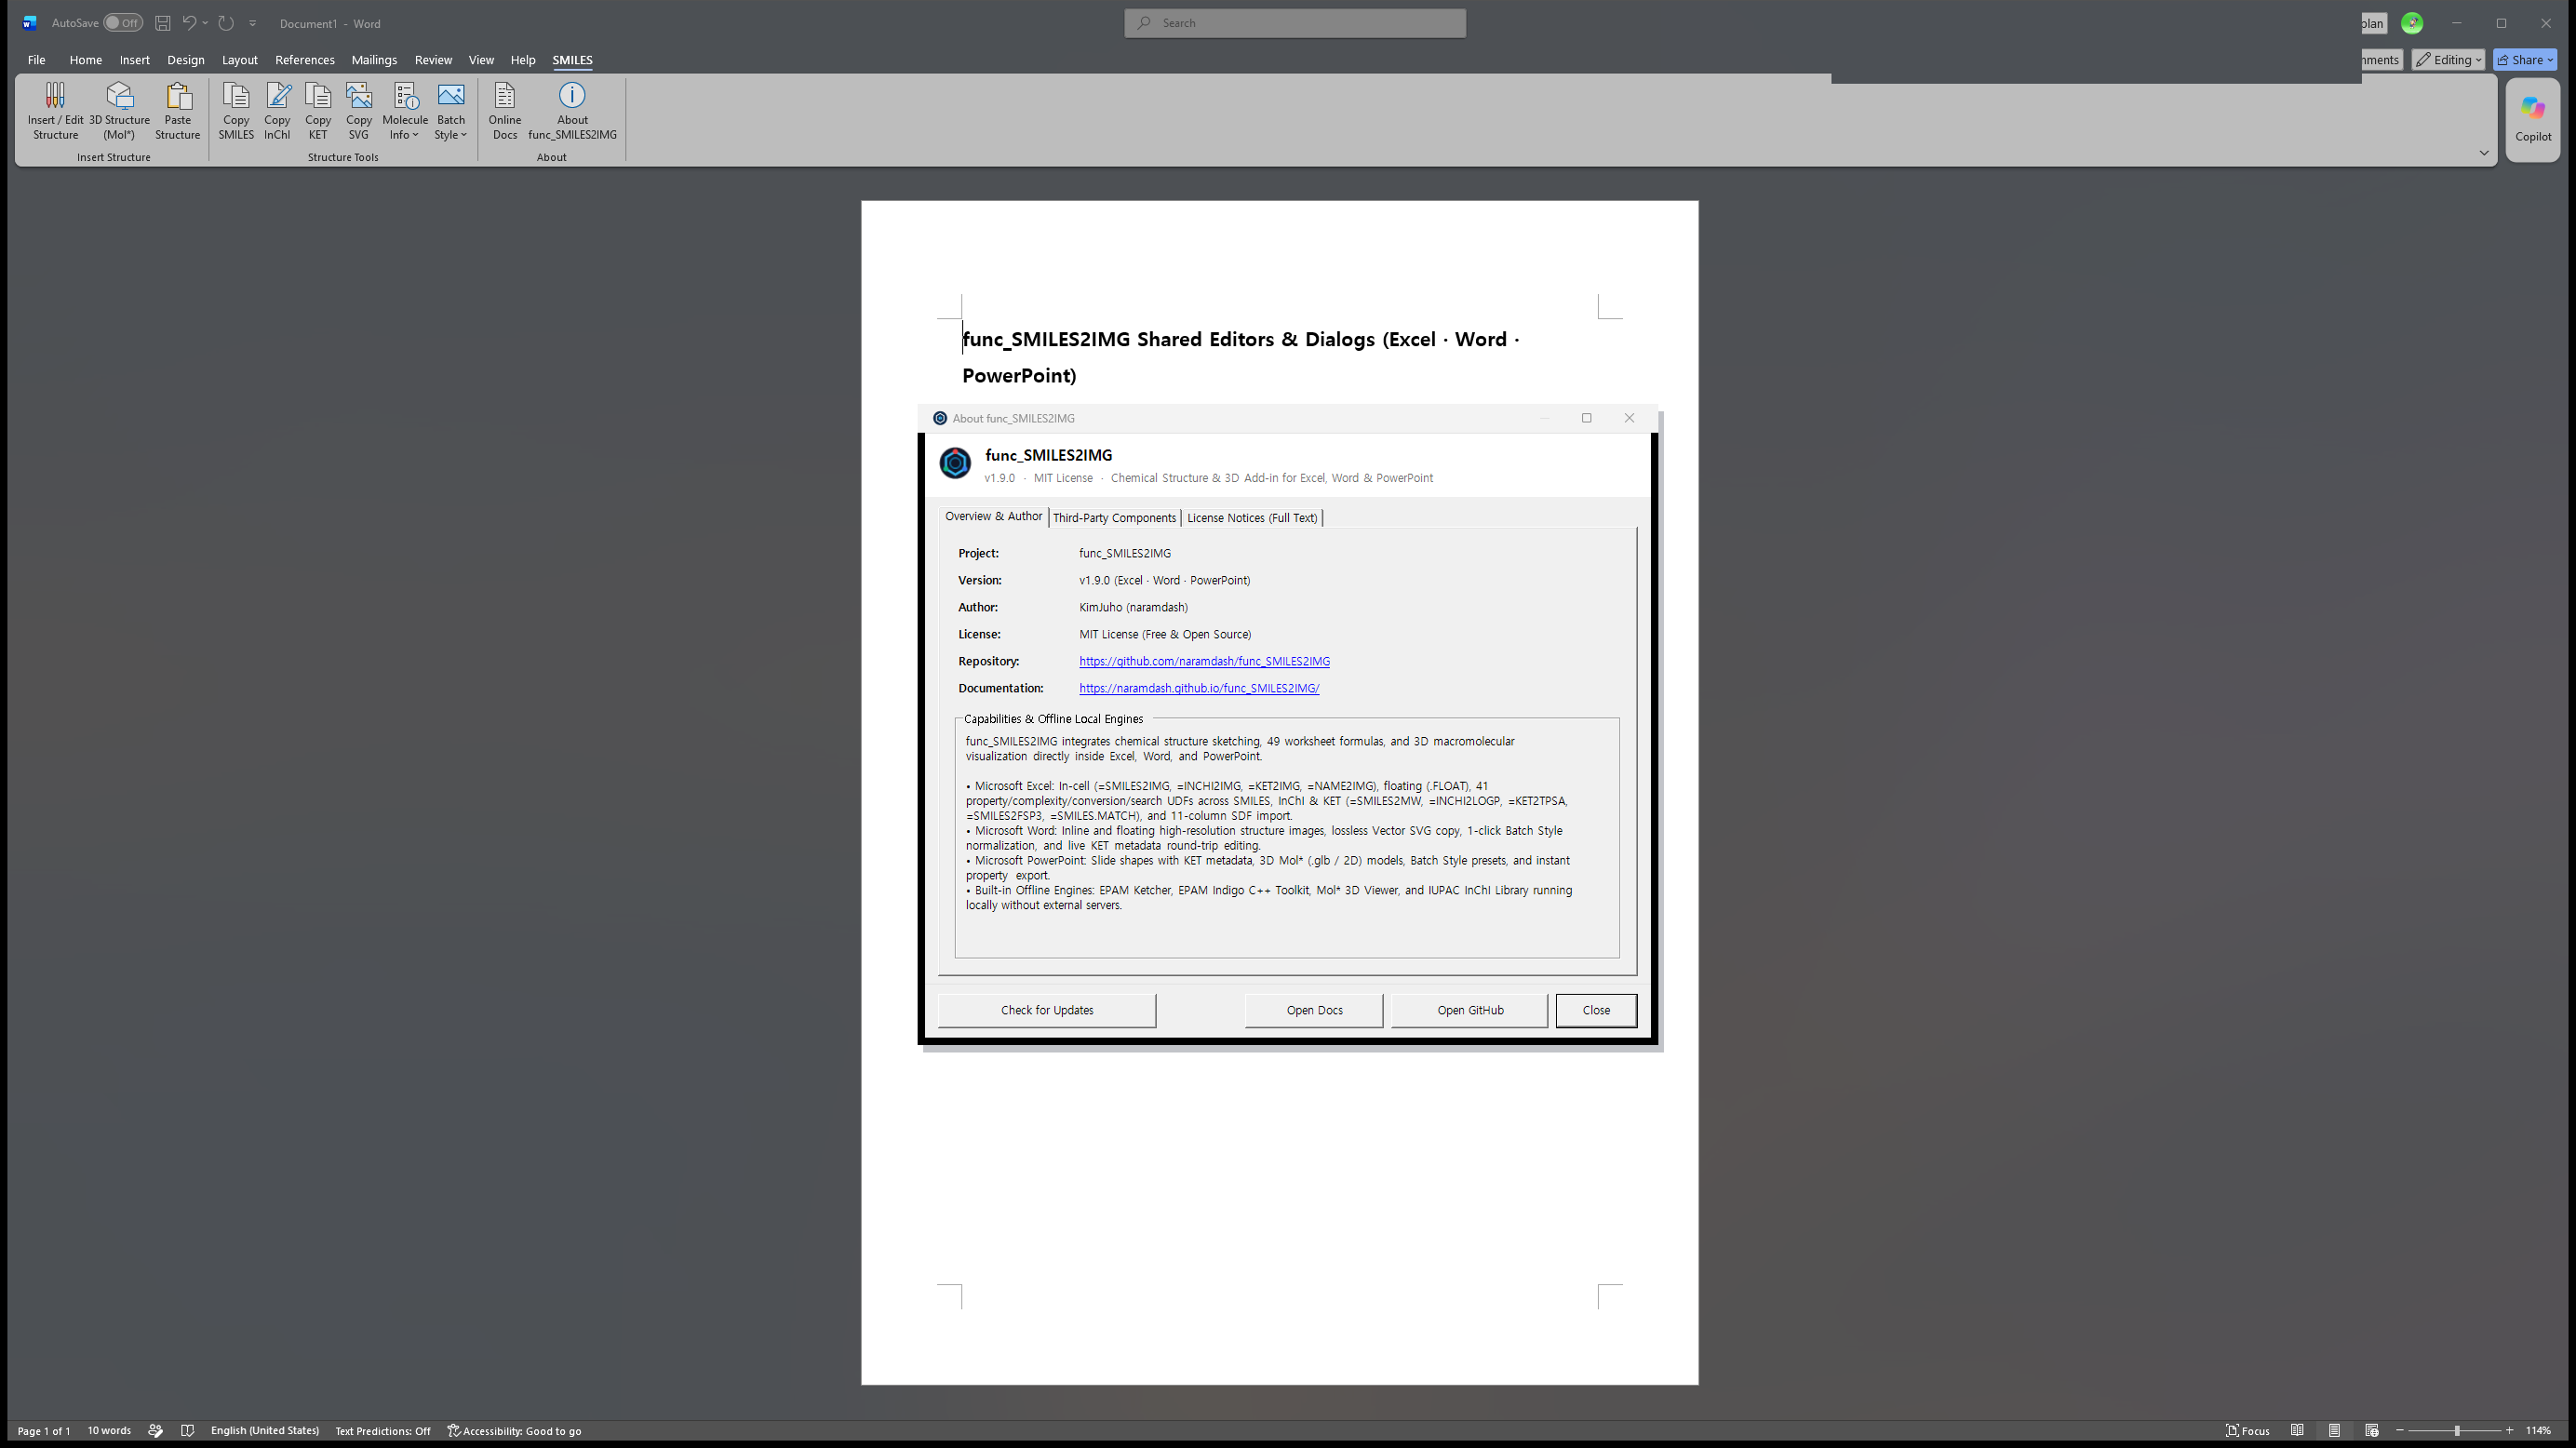 AutoSave Off Document1 - Word
Search
File Home Insert Design Layout References Mailings Review View Help SMILES
Editing Share
Insert / Edit Structure
3D Structure (Mol*)
Paste Structure
Copy SMILES
Copy InChI
Copy KET
Copy SVG
Molecule Info
Batch Style
Online Docs
About func_SMILES2IMG
Copilot
Insert Structure Structure Tools About
func_SMILES2IMG Shared Editors & Dialogs (Excel · Word ·
PowerPoint)
About func_SMILES2IMG
func_SMILES2IMG
v1.9.0 · MIT License · Chemical Structure & 3D Add-in for Excel, Word & PowerPoint
Overview & Author Third-Party Components License Notices (Full Text)
Project: func_SMILES2IMG
Version: v1.9.0 (Excel · Word · PowerPoint)
Author: KimJuho (naramdash)
License: MIT License (Free & Open Source)
Repository: https://github.com/naramdash/func_SMILES2IMG
Documentation: https://naramdash.github.io/func_SMILES2IMG/
Capabilities & Offline Local Engines
func_SMILES2IMG integrates chemical structure sketching, 49 worksheet formulas, and 3D macromolecular
visualization directly inside Excel, Word, and PowerPoint.
• Microsoft Excel: In-cell (=SMILES2IMG, =INCHI2IMG, =KET2IMG, =NAME2IMG), floating (.FLOAT), 41
property/complexity/conversion/search UDFs across SMILES, InChI & KET (=SMILES2MW, =INCHI2LOGP, =KET2TPSA,
=SMILES2FSP3, =SMILES.MATCH), and 11-column SDF import.
• Microsoft Word: Inline and floating high-resolution structure images, lossless Vector SVG copy, 1-click Batch Style
normalization, and live KET metadata round-trip editing.
• Microsoft PowerPoint: Slide shapes with KET metadata, 3D Mol* (.glb / 2D) models, Batch Style presets, and instant
property export.
• Built-in Offline Engines: EPAM Ketcher, EPAM Indigo C++ Toolkit, Mol* 3D Viewer, and IUPAC InChI Library running
locally without external servers.
Check for Updates Open Docs Open GitHub Close
Page 1 of 1 10 words English (United States) Text Predictions: Off Accessibility: Good to go Focus 114%